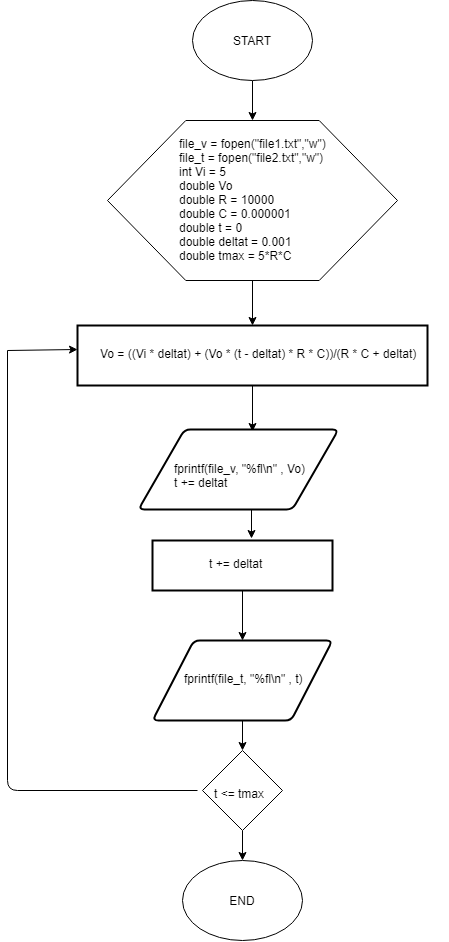 START
file_v = fopen("file1.txt","w")
file_t = fopen("file2.txt","w")
int Vi = 5
double Vo
double R = 10000
double C = 0.000001
double t = 0
double deltat = 0.001
double tmax = 5*R*C
Vo = ((Vi * deltat) + (Vo * (t - deltat) * R * C))/(R * C + deltat)
fprintf(file_v, "%fl\n" , Vo)
t += deltat
t += deltat
fprintf(file_t, "%fl\n" , t)
t <= tmax
END